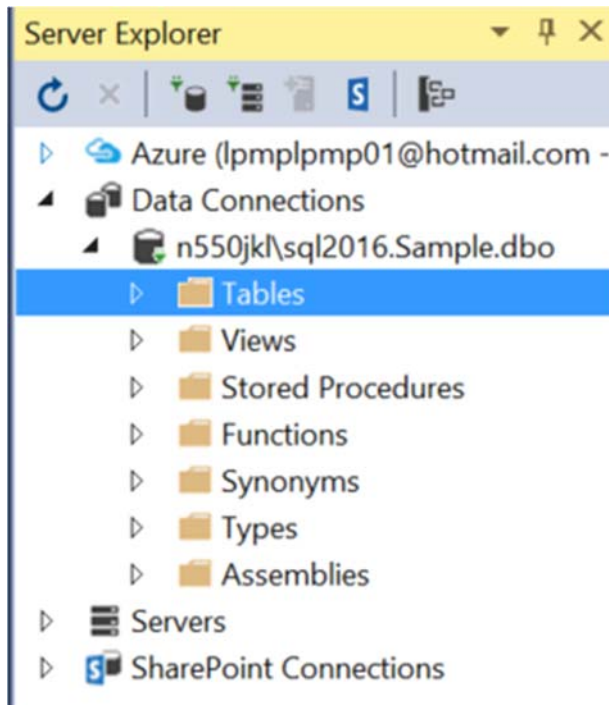 Server Explorer
Azure (lpmplpmp01@hotmail.com -
Data Connections
n550jkl\sql2016.Sample.dbo
Tables
Views
Stored Procedures
Functions
Synonyms
Types
Assemblies
Servers
SharePoint Connections